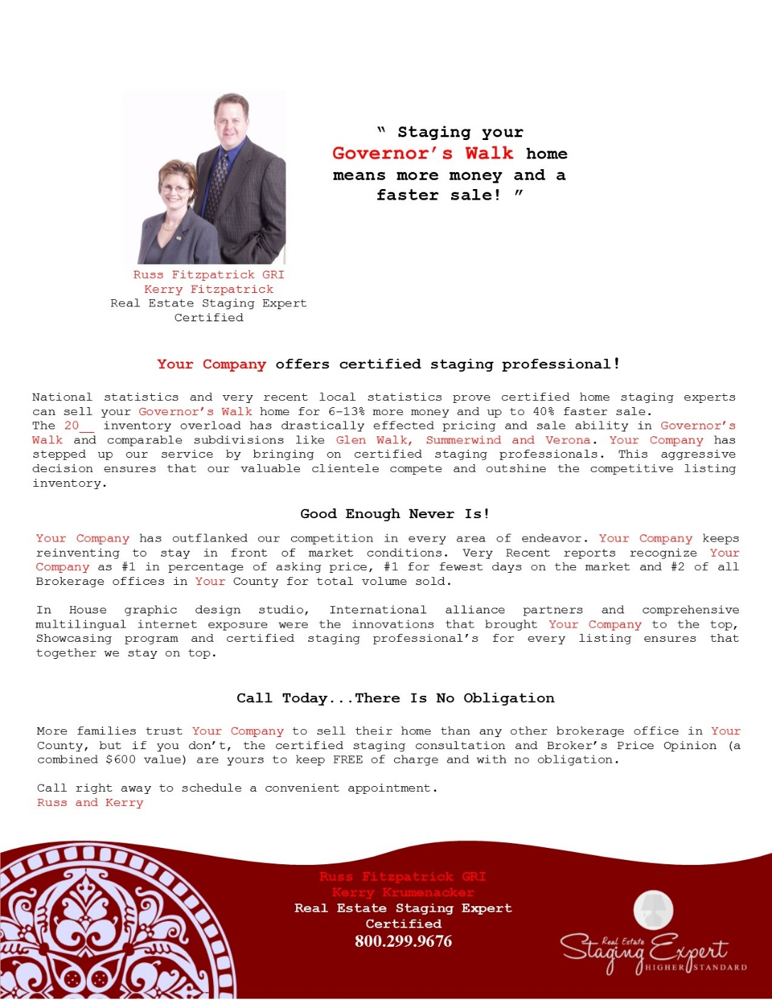 “ Staging your
Governor’s Walk home
means more money and a
faster sale! ”
Russ Fitzpatrick GRI
Kerry Fitzpatrick
Real Estate Staging Expert
Certified
Your Company offers certified staging professional!
National statistics and very recent local statistics prove certified home staging experts
can sell your Governor’s Walk home for 6-13% more money and up to 40% faster sale.
The 20__ inventory overload has drastically effected pricing and sale ability in Governor’s
Walk and comparable subdivisions like Glen Walk, Summerwind and Verona. Your Company has
stepped up our service by bringing on certified staging professionals. This aggressive
decision ensures that our valuable clientele compete and outshine the competitive listing
inventory.
Good Enough Never Is!
Your Company has outflanked our competition in every area of endeavor. Your Company keeps
reinventing to stay in front of market conditions. Very Recent reports recognize Your
Company as #1 in percentage of asking price, #1 for fewest days on the market and #2 of all
Brokerage offices in Your County for total volume sold.
In House graphic design studio, International alliance partners and comprehensive
multilingual internet exposure were the innovations that brought Your Company to the top,
Showcasing program and certified staging professional’s for every listing ensures that
together we stay on top.
Call Today...There Is No Obligation
More families trust Your Company to sell their home than any other brokerage office in Your
County, but if you don’t, the certified staging consultation and Broker’s Price Opinion (a
combined $600 value) are yours to keep FREE of charge and with no obligation.
Call right away to schedule a convenient appointment.
Russ and Kerry
Russ Fitzpatrick GRI
Kerry Krumenacker
Real Estate Staging Expert
Certified
800.299.9676
Real Estate
Staging Expert
HIGHER STANDARD